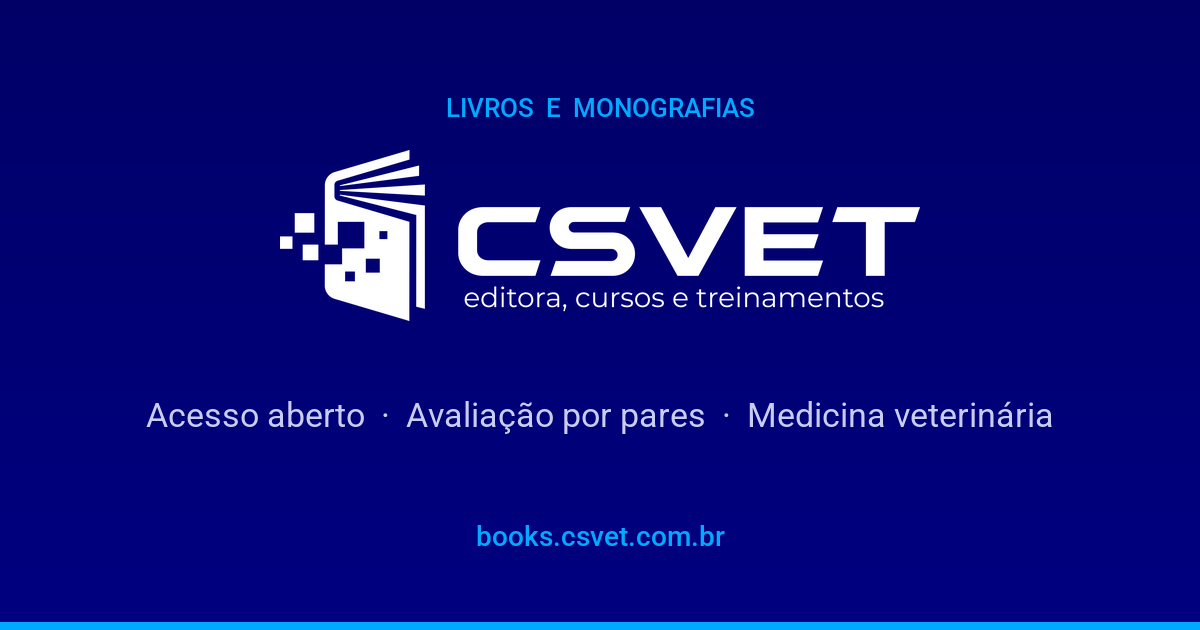 LIVROS E MONOGRAFIAS
CSVET
editora, cursos e treinamentos
Acesso aberto · Avaliação por pares · Medicina veterinária
books.csvet.com.br